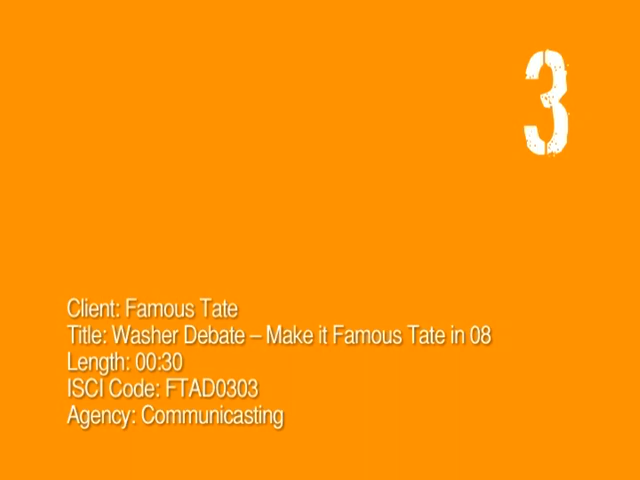 3
Client: Famous Tate
Title: Washer Debate – Make it Famous Tate in 08
Length: 00:30
ISCI Code: FTAD0303
Agency: Communicasting